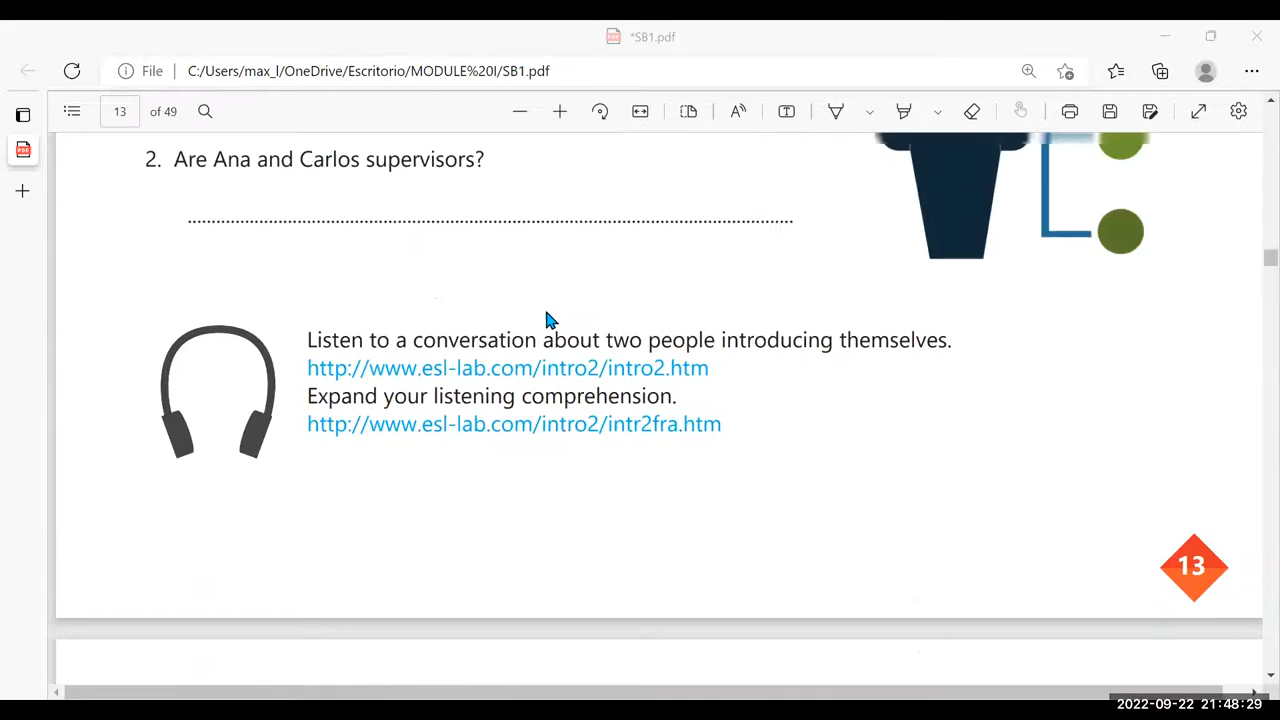 *SB1.pdf
File
C:/Users/max_l/OneDrive/Escritorio/MODULE%20I/SB1.pdf
13 of 49
2. Are Ana and Carlos supervisors?
Listen to a conversation about two people introducing themselves.
http://www.esl-lab.com/intro2/intro2.htm
Expand your listening comprehension.
http://www.esl-lab.com/intro2/intr2fra.htm
13
2022-09-22 21:48:29